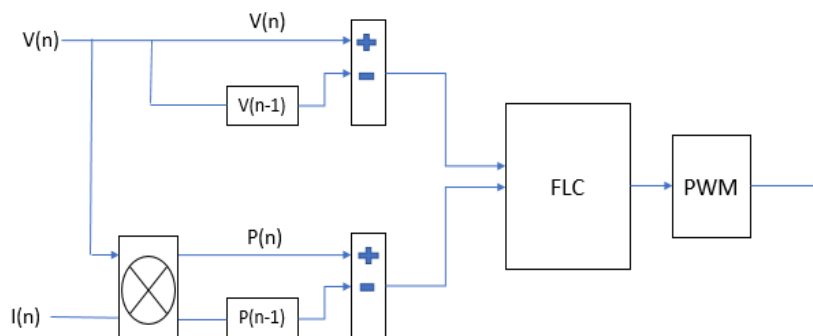 V(n)
V(n)
V(n-1)
FLC
PWM
P(n)
I(n)
P(n-1)